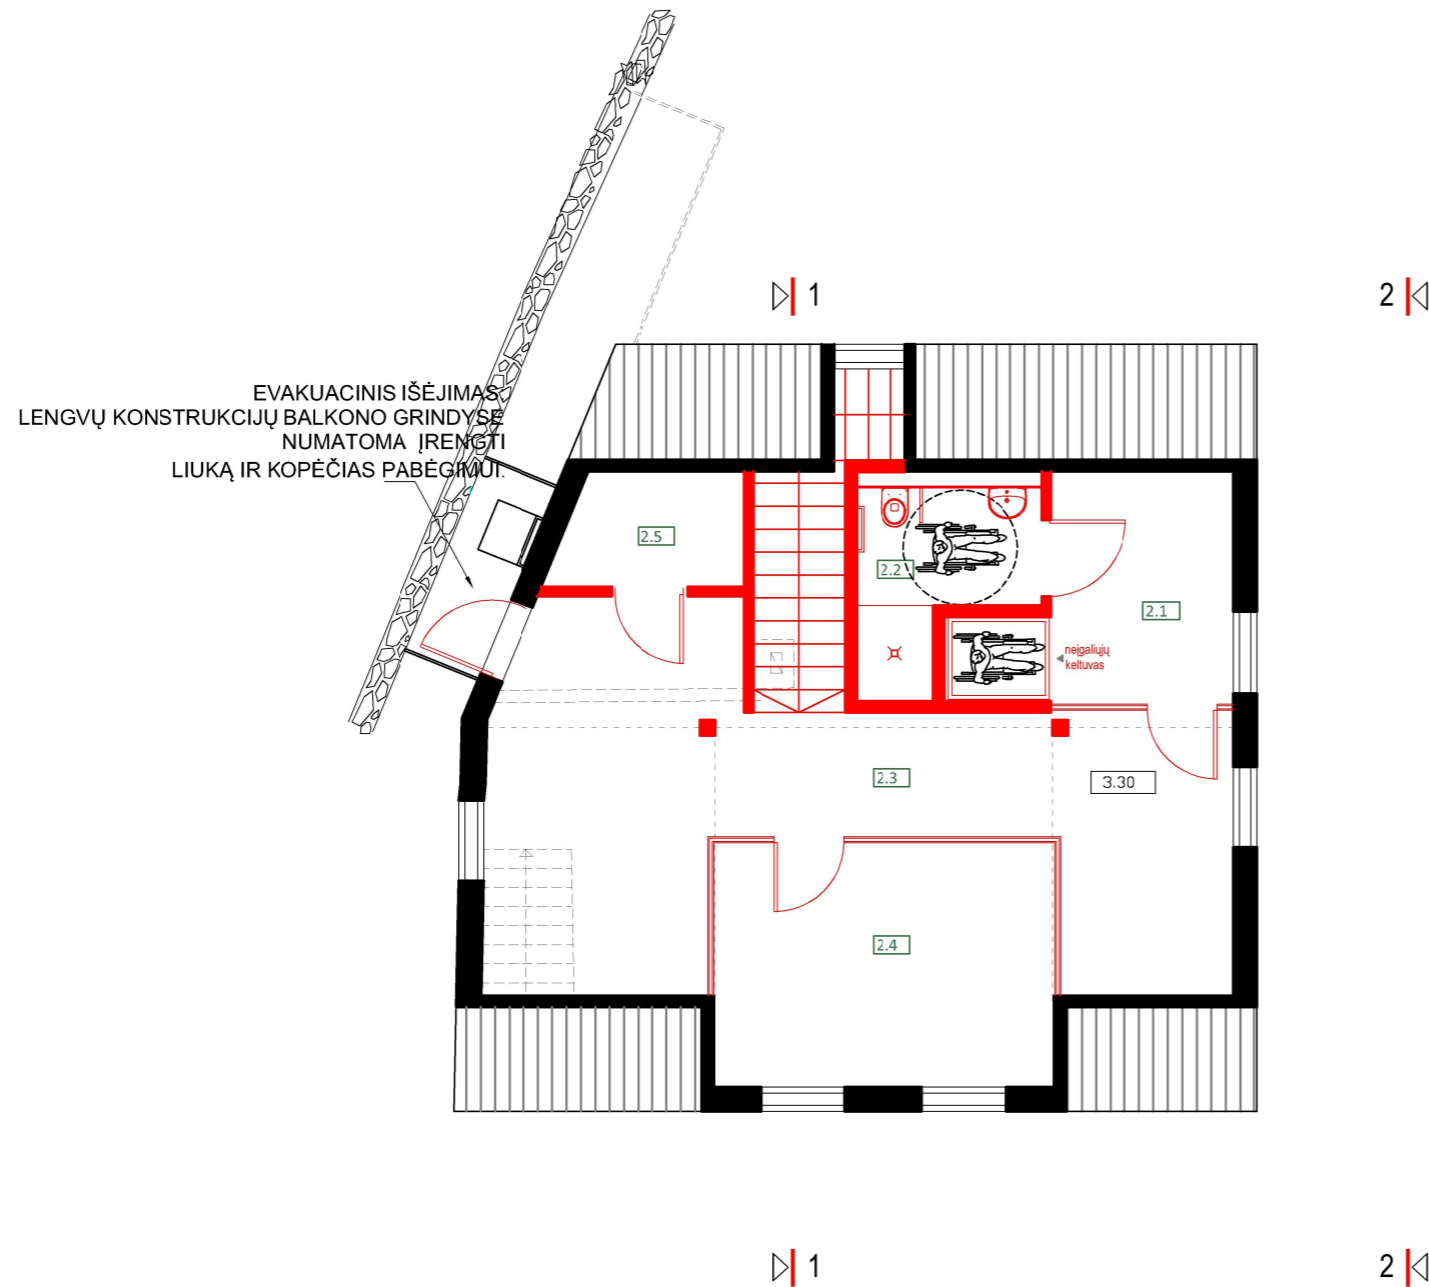 1
2
EVAKUACINIS IŠĖJIMAS.
LENGVŲ KONSTRUKCIJŲ BALKONO GRINDYSE
NUMATOMA ĮRENGTI
LIUKĄ IR KOPĖČIAS PABĖGIMUI.
2.5
2.2
2.1
neįgaliųjų
keltuvas
2.3
3.30
2.4
1
2